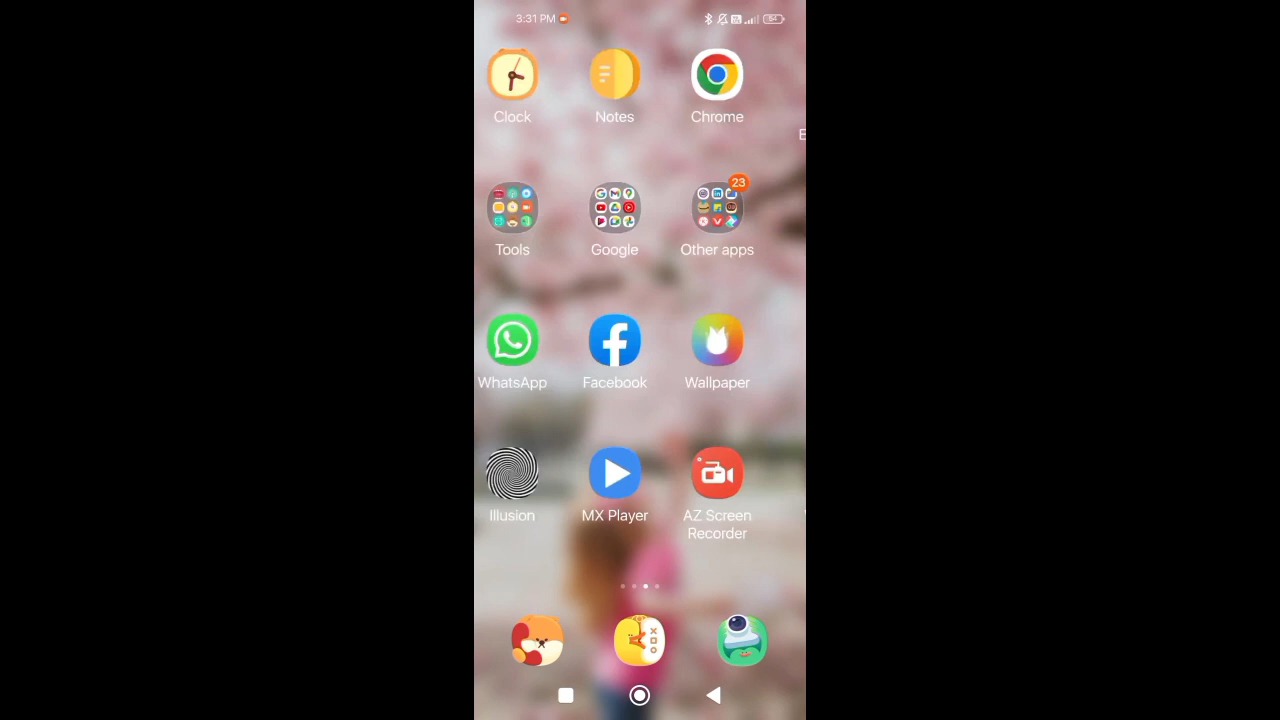 3:31 PM
54
Clock
Notes
Chrome
23
Tools
Google
Other apps
WhatsApp
Facebook
Wallpaper
Illusion
MX Player
AZ Screen
Recorder